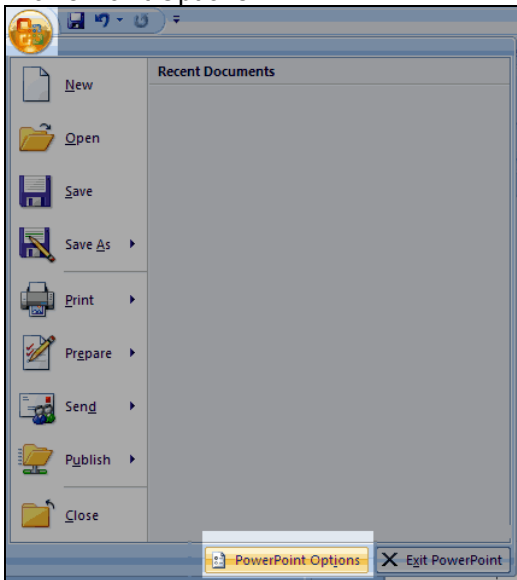 Recent Documents
New
Open
Save
Save As
Print
Prepare
Send
Publish
Close
PowerPoint Options
Exit PowerPoint